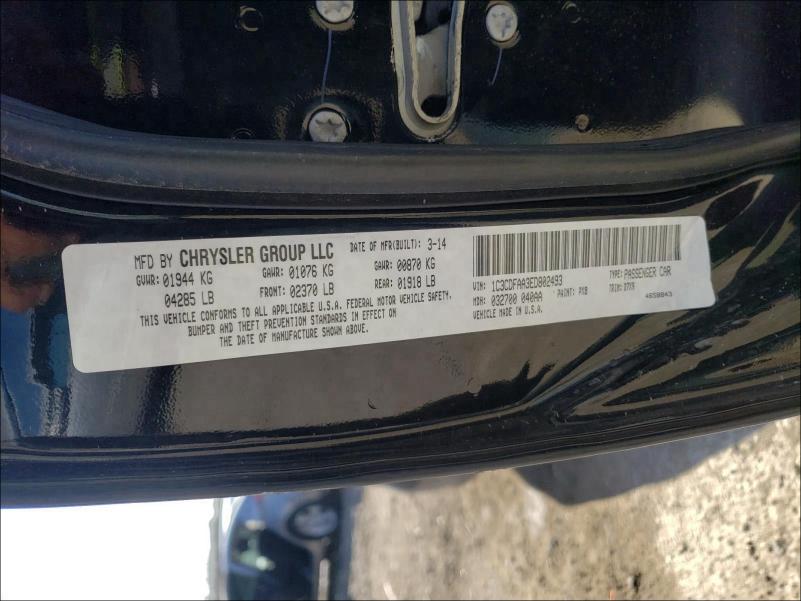 MFD BY CHRYSLER GROUP LLC
DATE OF MFR(BUILT): 3-14
GVWR: 01944 KG GAWR: 01076 KG GAWR: 00870 KG
04285 LB FRONT: 02370 LB REAR: 01918 LB
THIS VEHICLE CONFORMS TO ALL APPLICABLE U.S.A. FEDERAL MOTOR VEHICLE SAFETY,
BUMPER AND THEFT PREVENTION STANDARDS IN EFFECT ON
THE DATE OF MANUFACTURE SHOWN ABOVE.
VIN: 1C3CDFAA3ED802493 TYPE: PASSENGER CAR
MDH: 032700 040AA PAINT: PX8 TRIM:
VEHICLE MADE IN U.S.A.